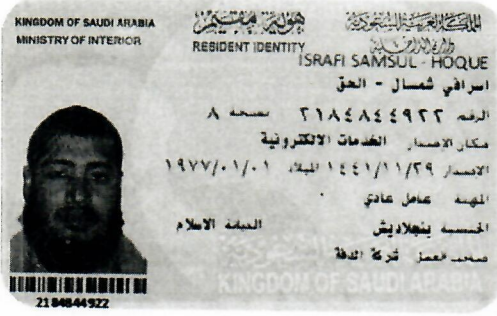 KINGDOM OF SAUDI ARABIA
MINISTRY OF INTERIOR
هوية مقيم
RESIDENT IDENTITY
المملكة العربية السعودية
وزارة الداخلية
ISRAFI SAMSUL - HOQUE
اسرافي شمسال - الحق
الرقم ٢١٨٤٨٤٤٩٢٢ نسخة ٨
مكان الاصدار الخدمات الالكترونية
الاصدار ١٤٤١/١١/٢٩ الميلاد ١٩٧٧/٠١/٠١
المهنة عامل عادي
الجنسية بنجلاديش الديانة الاسلام
صاحب العمل شركة الدقة
KINGDOM OF SAUDI ARABIA
2184844922